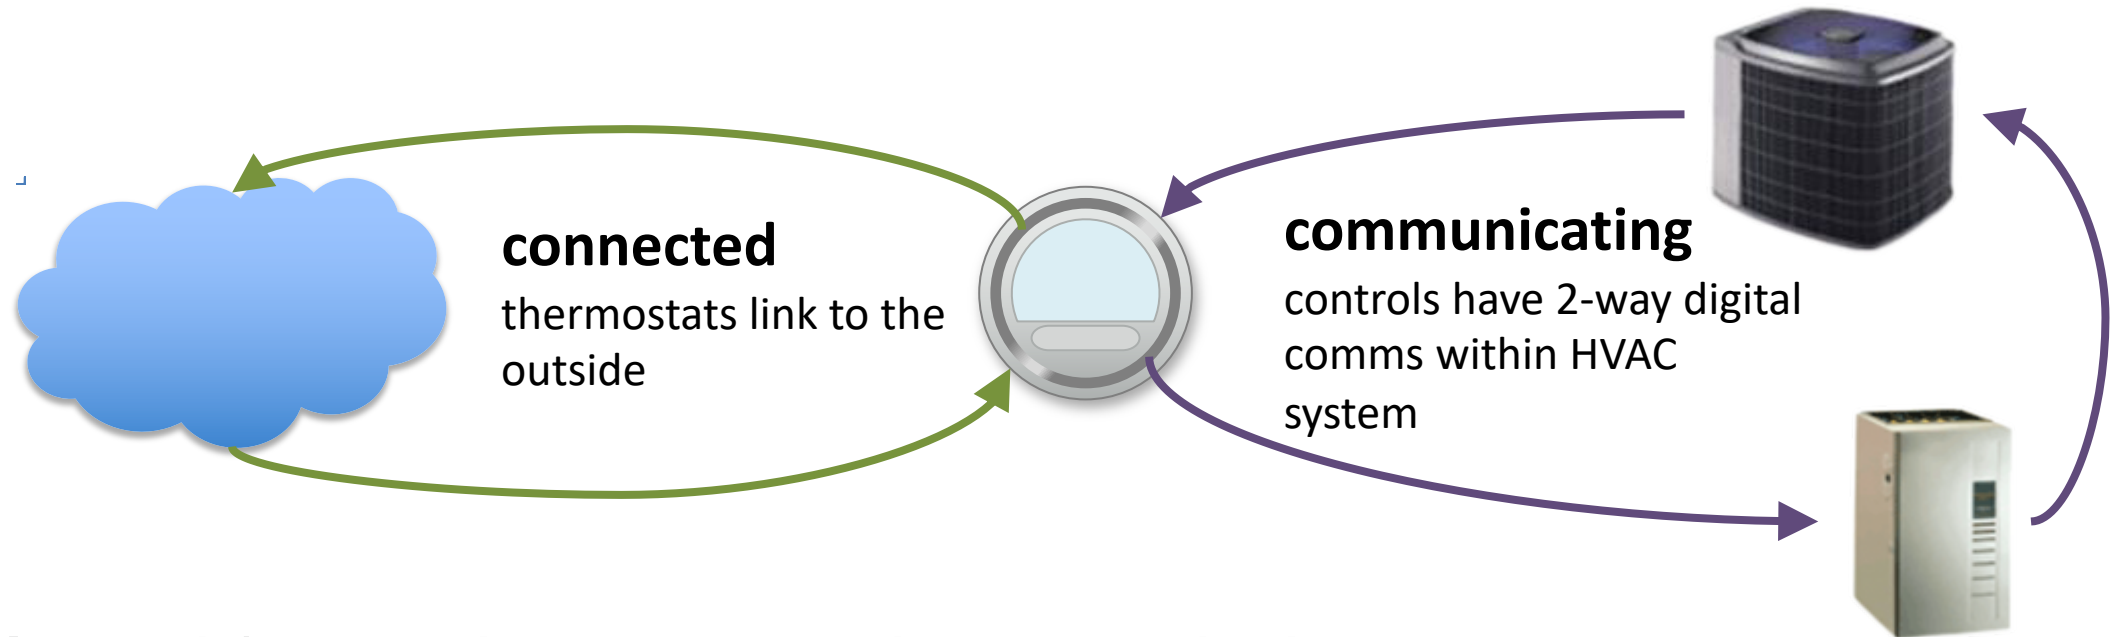 connected
thermostats link to the
outside
communicating
controls have 2-way digital
comms within HVAC
system